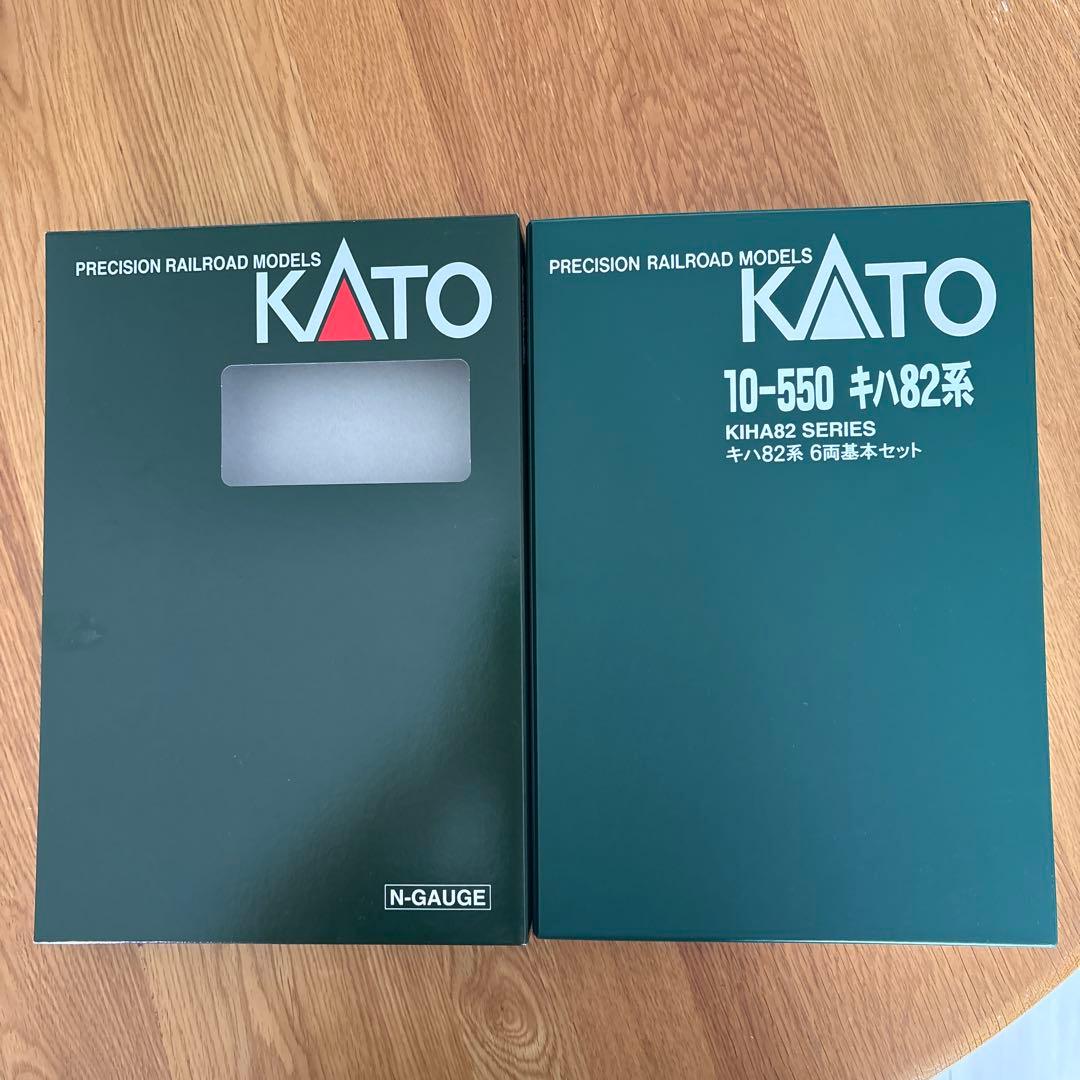 PRECISION RAILROAD MODELS
KATO
N-GAUGE
PRECISION RAILROAD MODELS
KATO
10-550 キハ82系
KIHA82 SERIES
キハ82系 6両基本セット